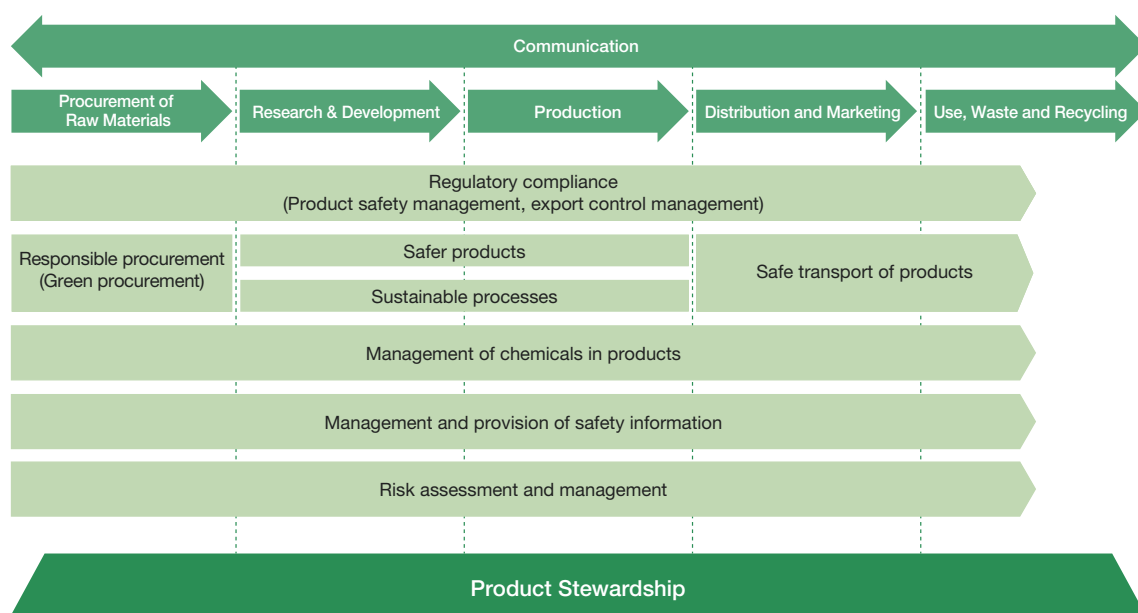 Communication
Procurement of
Raw Materials
Research & Development
Production
Distribution and Marketing
Use, Waste and Recycling
Regulatory compliance
(Product safety management, export control management)
Responsible procurement
(Green procurement)
Safer products
Sustainable processes
Safe transport of products
Management of chemicals in products
Management and provision of safety information
Risk assessment and management
Product Stewardship